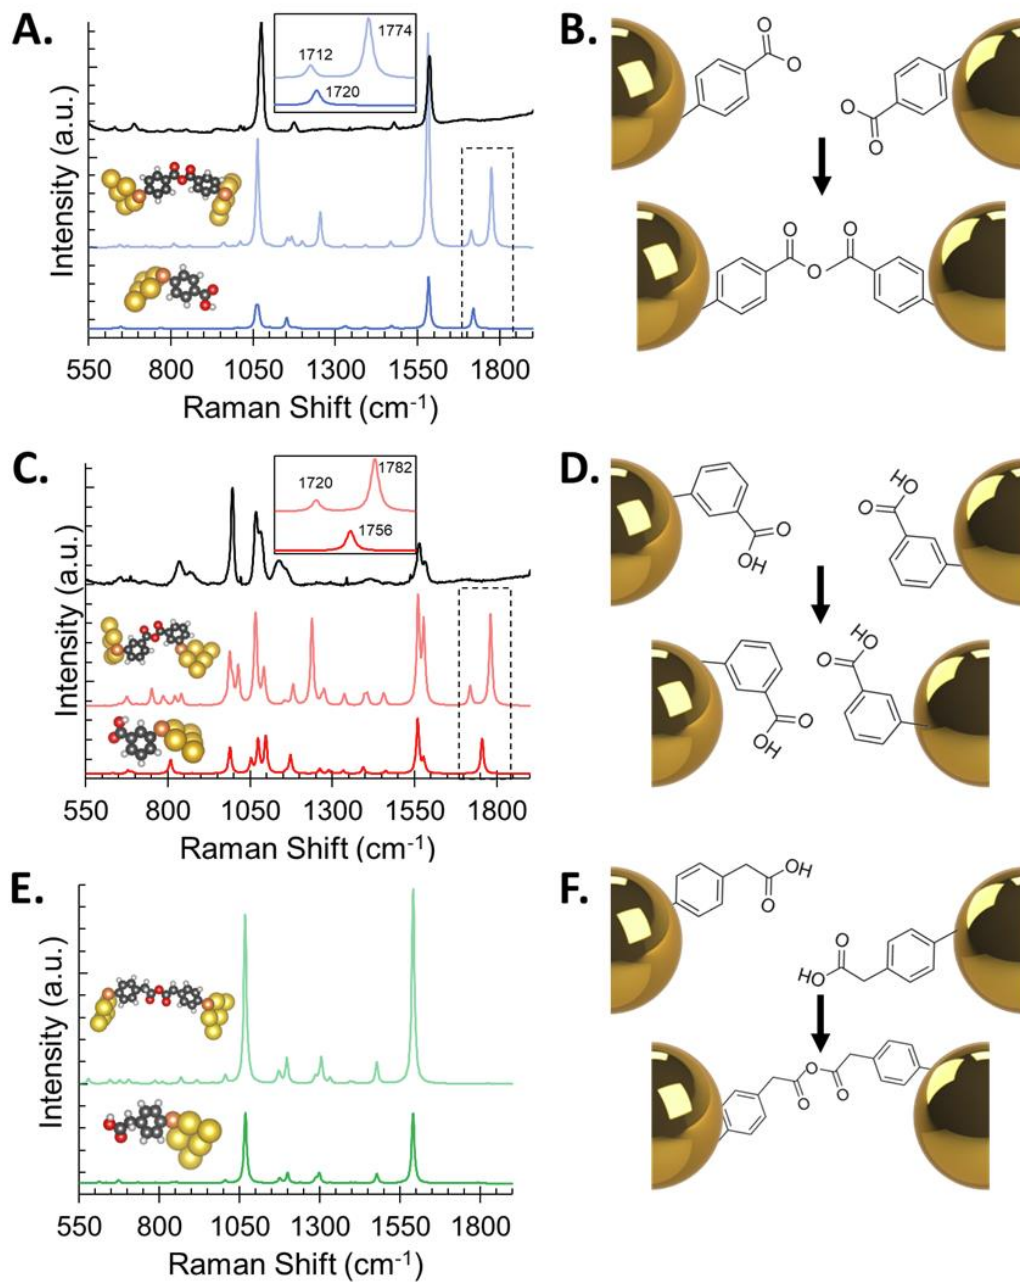 A.
1774
1712
1720
Intensity (a.u.)
550 800 1050 1300 1550 1800
Raman Shift (cm-1)
B.
O
O
O
O
O
O
O
C.
1782
1720
1756
Intensity (a.u.)
550 800 1050 1300 1550 1800
Raman Shift (cm-1)
D.
HO
O
O
OH
HO
O
O
OH
E.
Intensity (a.u.)
550 800 1050 1300 1550 1800
Raman Shift (cm-1)
F.
OH
O
O
HO
O
O
O